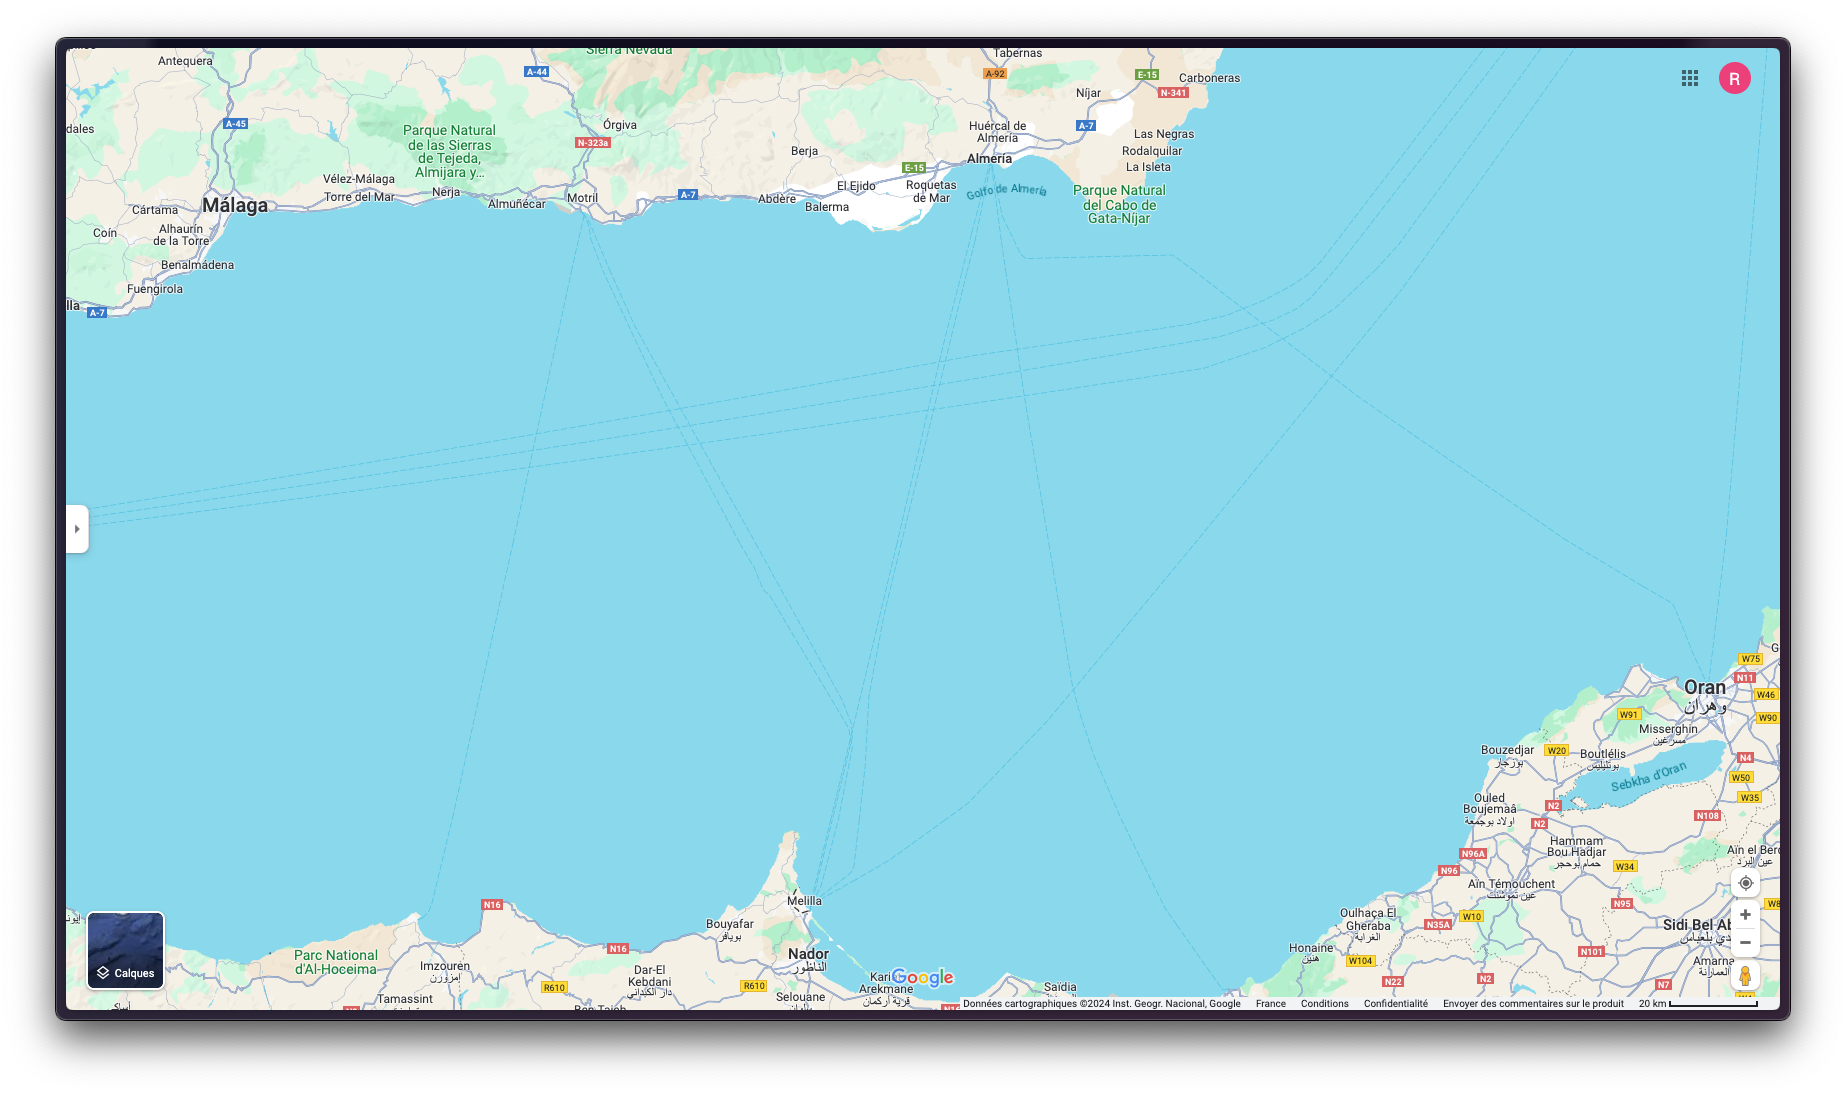 Sierra Nevada
Tabernas
Antequera
A-44
A-92
E-15
Carboneras
R
Níjar
N-341
dales
A-45
Parque Natural
de las Sierras
de Tejeda,
Almijara y...
Órgiva
N-323a
Huércal de
Almería
A-7
Las Negras
Rodalquilar
La Isleta
Berja
Almería
E-15
Vélez-Málaga
Torre del Mar
Nerja
Almuñécar
Motril
A-7
Abdère
El Ejido
Balerma
Roquetas
de Mar
Golfo de Almería
Parque Natural
del Cabo de
Gata-Níjar
Cártama
Málaga
Coín
Alhaurín
de la Torre
Benalmádena
Fuengirola
lla
A-7
W75
G
N11
Oran
وهران
W46
W91
W90
Misserghin
مسرغين
Bouzedjar
بوزجار
W20
Boutlélis
بوتليليس
N4
Sebkha d'Oran
W50
Ouled
Boujemaâ
اولاد بوجمعة
N2
W35
N108
N2
Hammam
Bou Hadjar
حمام بوحجر
N96A
Aïn el Berd
عين البرد
N96
W34
Aïn Témouchent
عين تموشنت
Melilla
N16
N95
W8
Oulhaça El
Gheraba
الغرابة
W10
N35A
Sidi Bel Ab
Bouyafar
بويافر
N16
Honaine
هنين
N101
Parc National
d'Al-Hoceima
Nador
الناظور
W104
Amarna
العمارنة
Imzouren
إمزورن
Calques
Dar-El
Kebdani
دار الكبداني
Kari
Arekmane
قرية أركمان
Google
N22
N2
N7
R610
R610
Saïdia
Tamassint
Selouane
Ben Taieb
Données cartographiques ©2024 Inst. Geogr. Nacional, Google
France
Conditions
Confidentialité
Envoyer des commentaires sur le produit
20 km